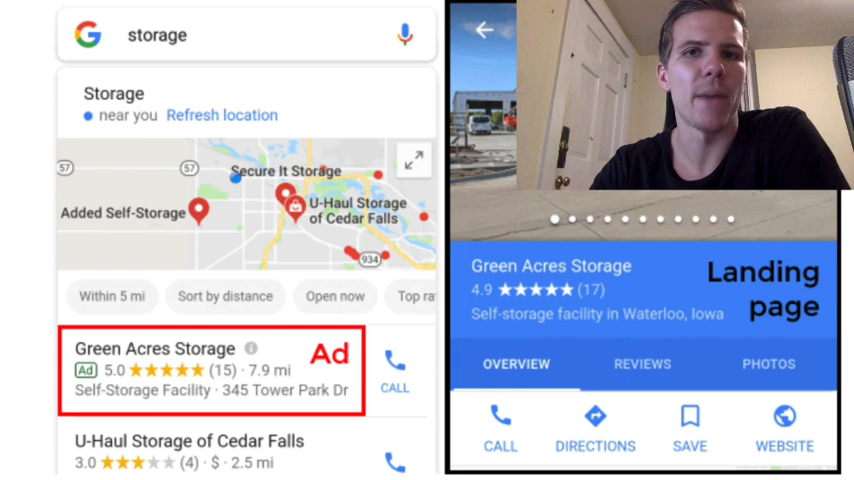 storage
Storage
near you Refresh location
57
57
Secure It Storage
Added Self-Storage
U-Haul Storage
of Cedar Falls
934
Within 5 mi
Sort by distance
Open now
Top ra
Green Acres Storage
Ad
Ad 5.0 (15) · 7.9 mi
Self-Storage Facility · 345 Tower Park Dr
CALL
U-Haul Storage of Cedar Falls
3.0 (4) · $ · 2.5 mi
Green Acres Storage
4.9 (17)
Self-storage facility in Waterloo, Iowa
Landing
page
OVERVIEW
REVIEWS
PHOTOS
CALL
DIRECTIONS
SAVE
WEBSITE